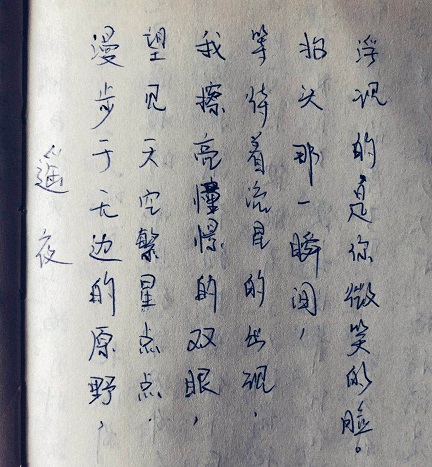 遥夜
漫步于无边的原野,
望见天空繁星点点.
我擦亮憧憬的双眼,
等待着流星的出现.
抬头那一瞬间,
浮现的是你微笑的脸。